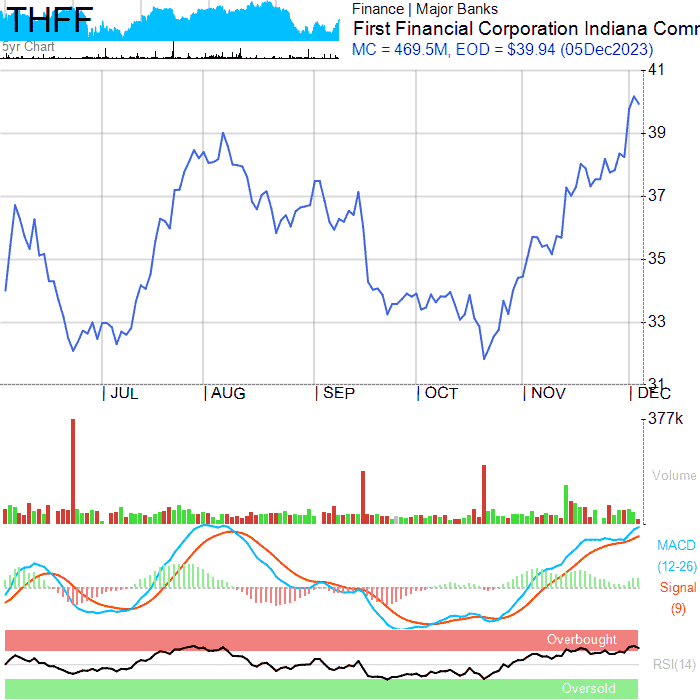 THFF
5yr Chart
Finance | Major Banks
First Financial Corporation Indiana Comm
MC = 469.5M, EOD = $39.94 (05Dec2023)
41
39
37
35
33
31
| JUL | AUG | SEP | OCT | NOV | DEC
377k
Volume
MACD
(12-26)
Signal
(9)
Overbought
RSI(14)
Oversold